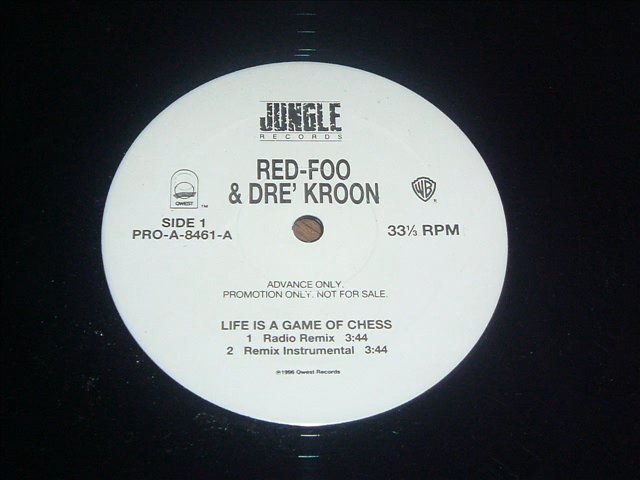 JUNGLE
RECORDS
RED-FOO
& DRE' KROON
QWEST ™
WB
SIDE 1
PRO-A-8461-A
33⅓ RPM
ADVANCE ONLY.
PROMOTION ONLY. NOT FOR SALE.
LIFE IS A GAME OF CHESS
1 Radio Remix 3:44
2 Remix Instrumental 3:44
℗1996 Qwest Records